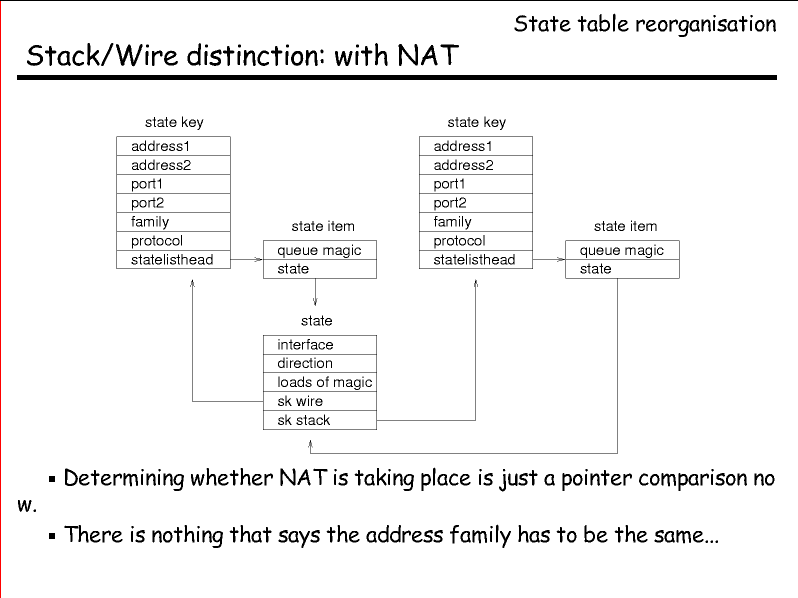 State table reorganisation
Stack/Wire distinction: with NAT
state key
address1
address2
port1
port2
family
protocol
statelisthead
state item
queue magic
state
state
interface
direction
loads of magic
sk wire
sk stack
state key
address1
address2
port1
port2
family
protocol
statelisthead
state item
queue magic
state
▪ Determining whether NAT is taking place is just a pointer comparison no
w.
▪ There is nothing that says the address family has to be the same...